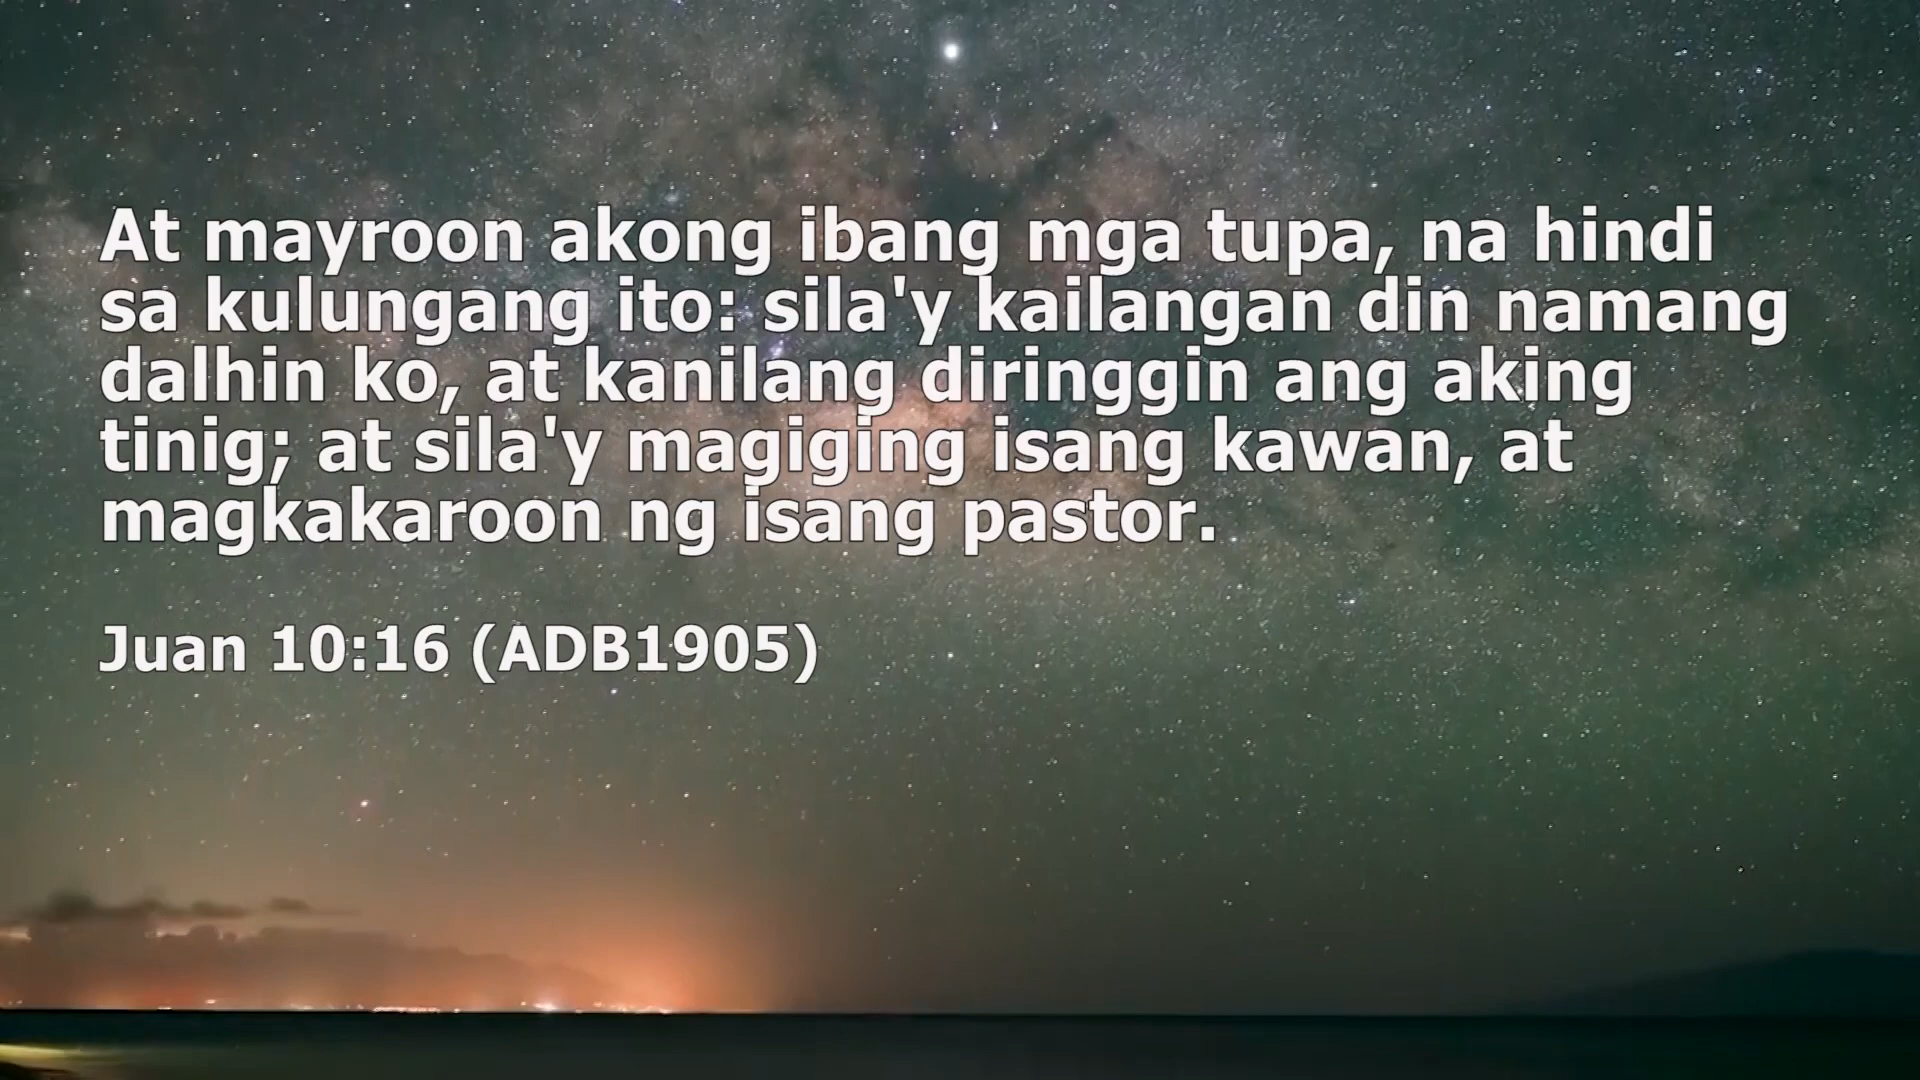 At mayroon akong ibang mga tupa, na hindi
sa kulungang ito: sila'y kailangan din namang
dalhin ko, at kanilang diringgin ang aking
tinig; at sila'y magiging isang kawan, at
magkakaroon ng isang pastor.
Juan 10:16 (ADB1905)